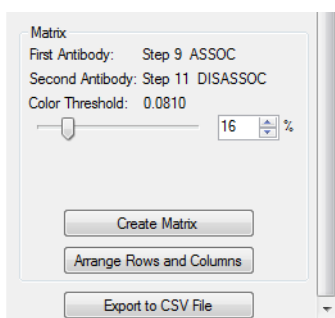 Matrix
First Antibody: Step 9 ASSOC
Second Antibody: Step 11 DISASSOC
Color Threshold: 0.0810
16 %
Create Matrix
Arrange Rows and Columns
Export to CSV File